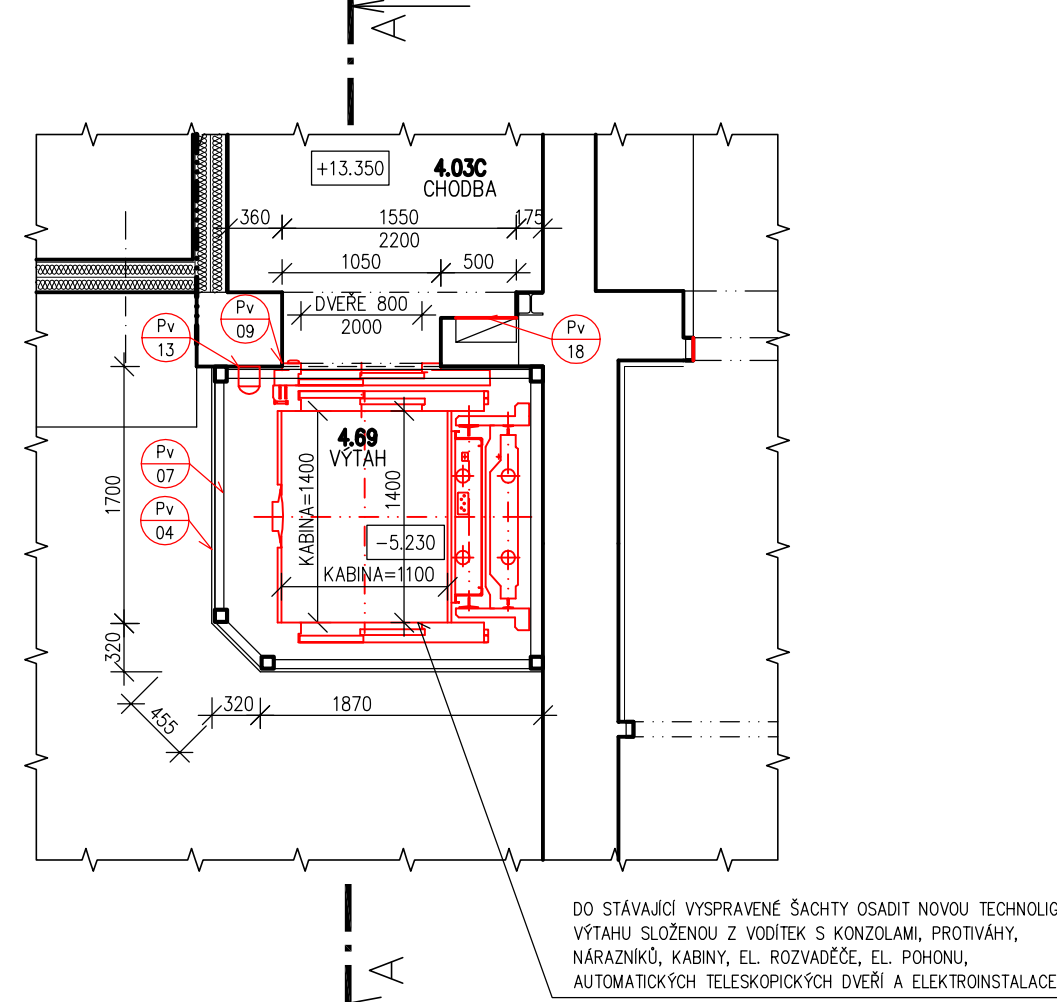 A
+13.350
4.03C
CHODBA
360
1550
175
2200
1050
500
DVEŘE 800
2000
Pv
09
Pv
13
Pv
18
4.69
VÝTAH
Pv
07
Pv
04
1700
KABINA=1400
1400
-5.230
KABINA=1100
320
455
320
1870
DO STÁVAJÍCÍ VYSPRAVENÉ ŠACHTY OSADIT NOVOU TECHNOLIG
VÝTAHU SLOŽENOU Z VODÍTEK S KONZOLAMI, PROTIVÁHY,
NÁRAZNÍKŮ, KABINY, EL. ROZVADĚČE, EL. POHONU,
AUTOMATICKÝCH TELESKOPICKÝCH DVEŘÍ A ELEKTROINSTALACE
A